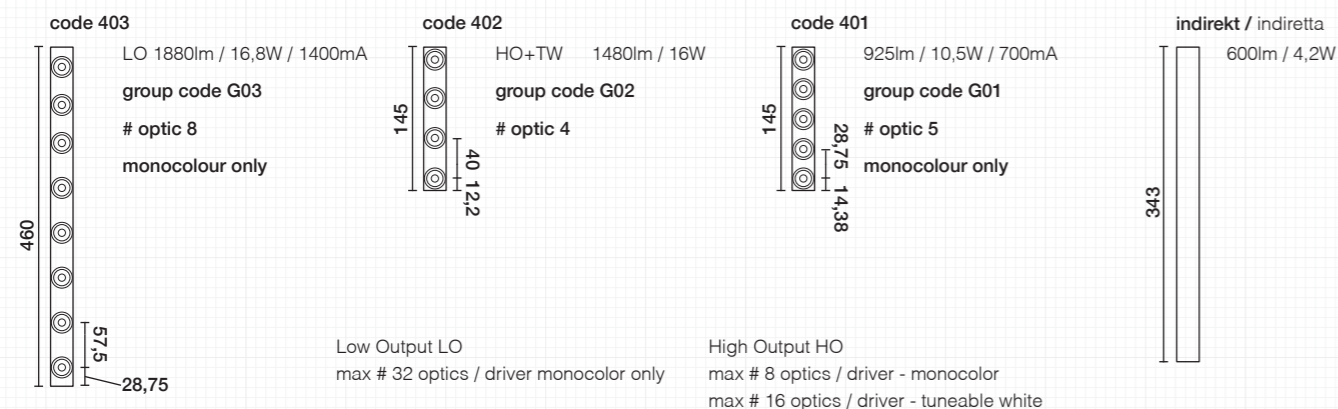 code 403
LO 1880lm / 16,8W / 1400mA
group code G03
# optic 8
monocolour only
460
57,5
28,75
code 402
HO+TW 1480lm / 16W
group code G02
# optic 4
145
40
12,2
code 401
925lm / 10,5W / 700mA
group code G01
# optic 5
monocolour only
145
28,75
14,38
indirekt / indiretta
600lm / 4,2W
343
Low Output LO
max # 32 optics / driver monocolor only
High Output HO
max # 8 optics / driver - monocolor
max # 16 optics / driver - tuneable white